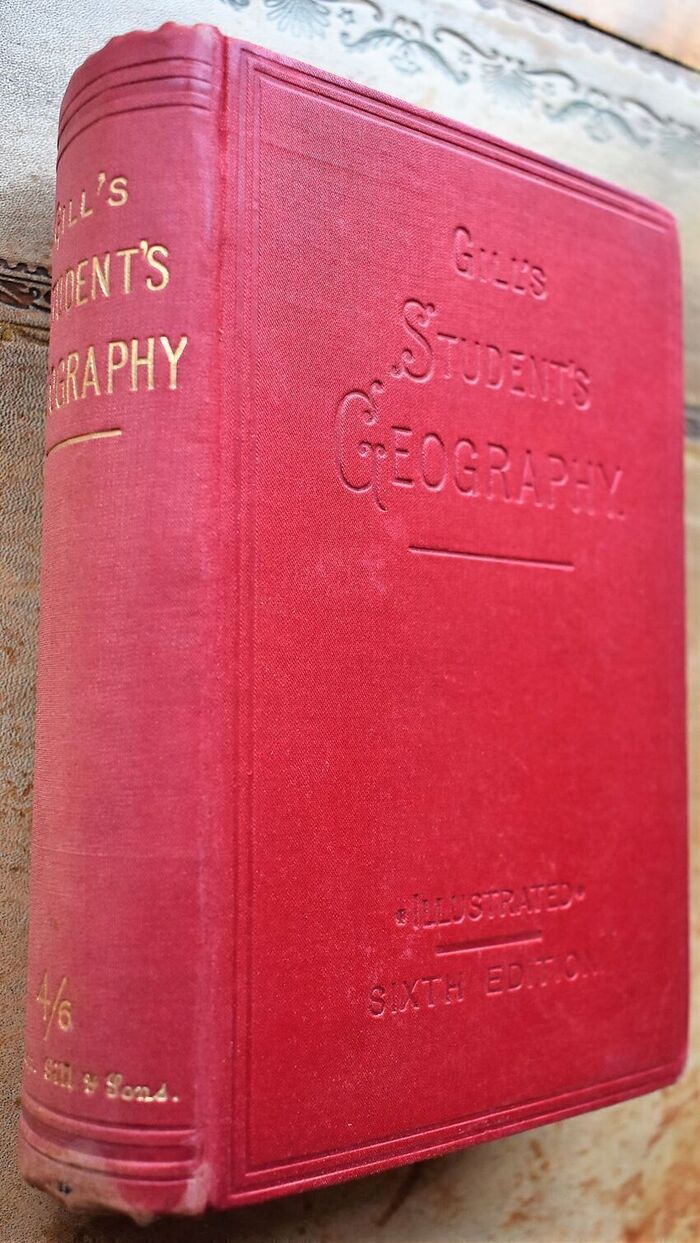 GILL'S
STUDENT'S
GEOGRAPHY
4/6
Gill & Sons.
GILL'S
STUDENT'S
GEOGRAPHY.
ILLUSTRATED
SIXTH EDITION